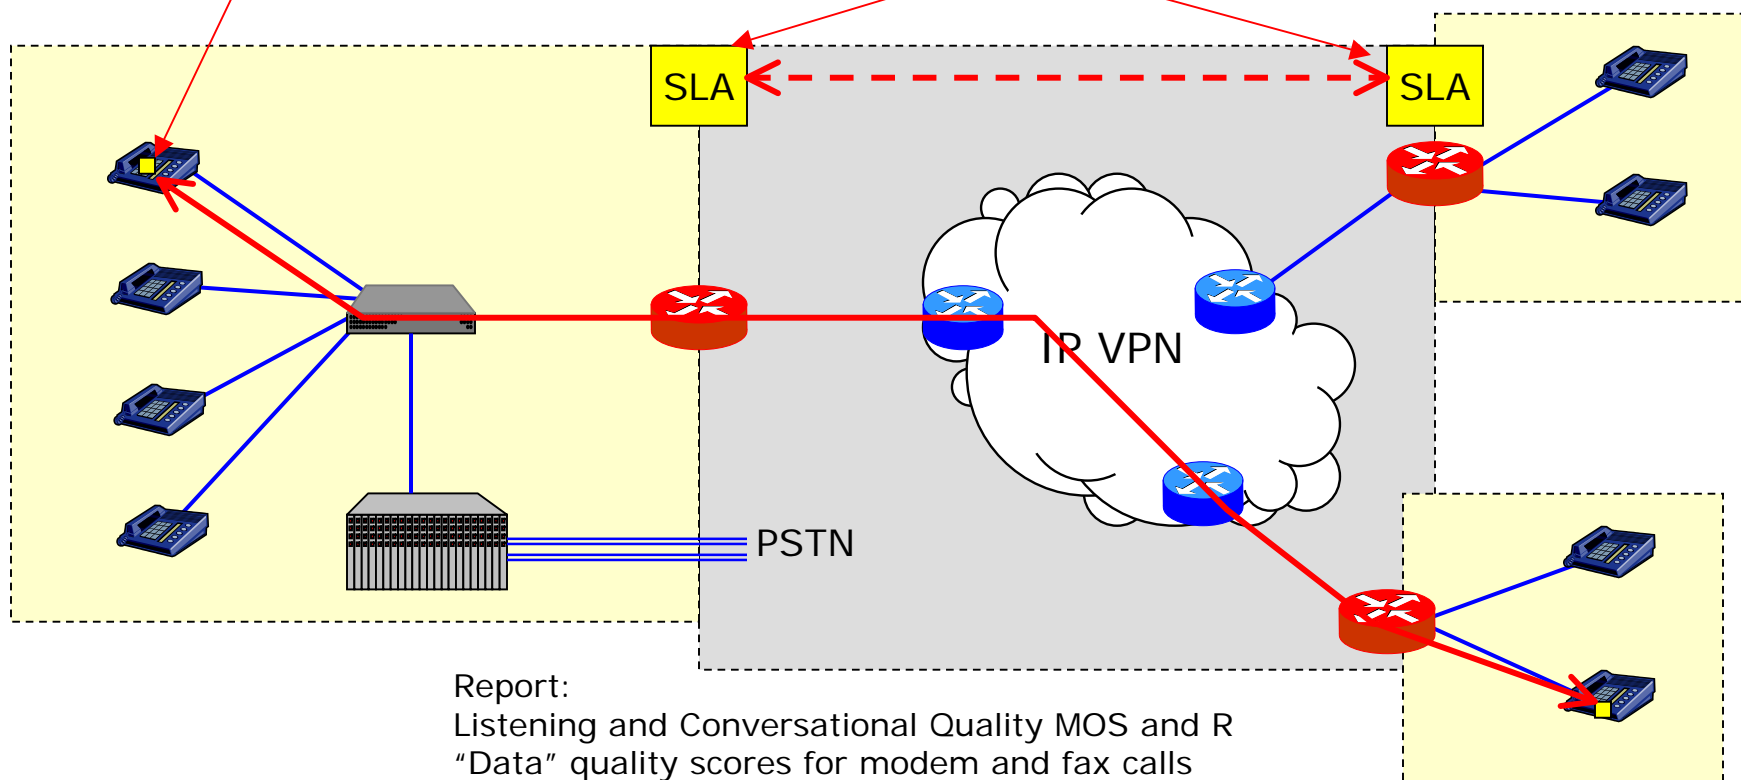 SLA
SLA
IP VPN
PSTN
Report:
Listening and Conversational Quality MOS and R
“Data” quality scores for modem and fax calls